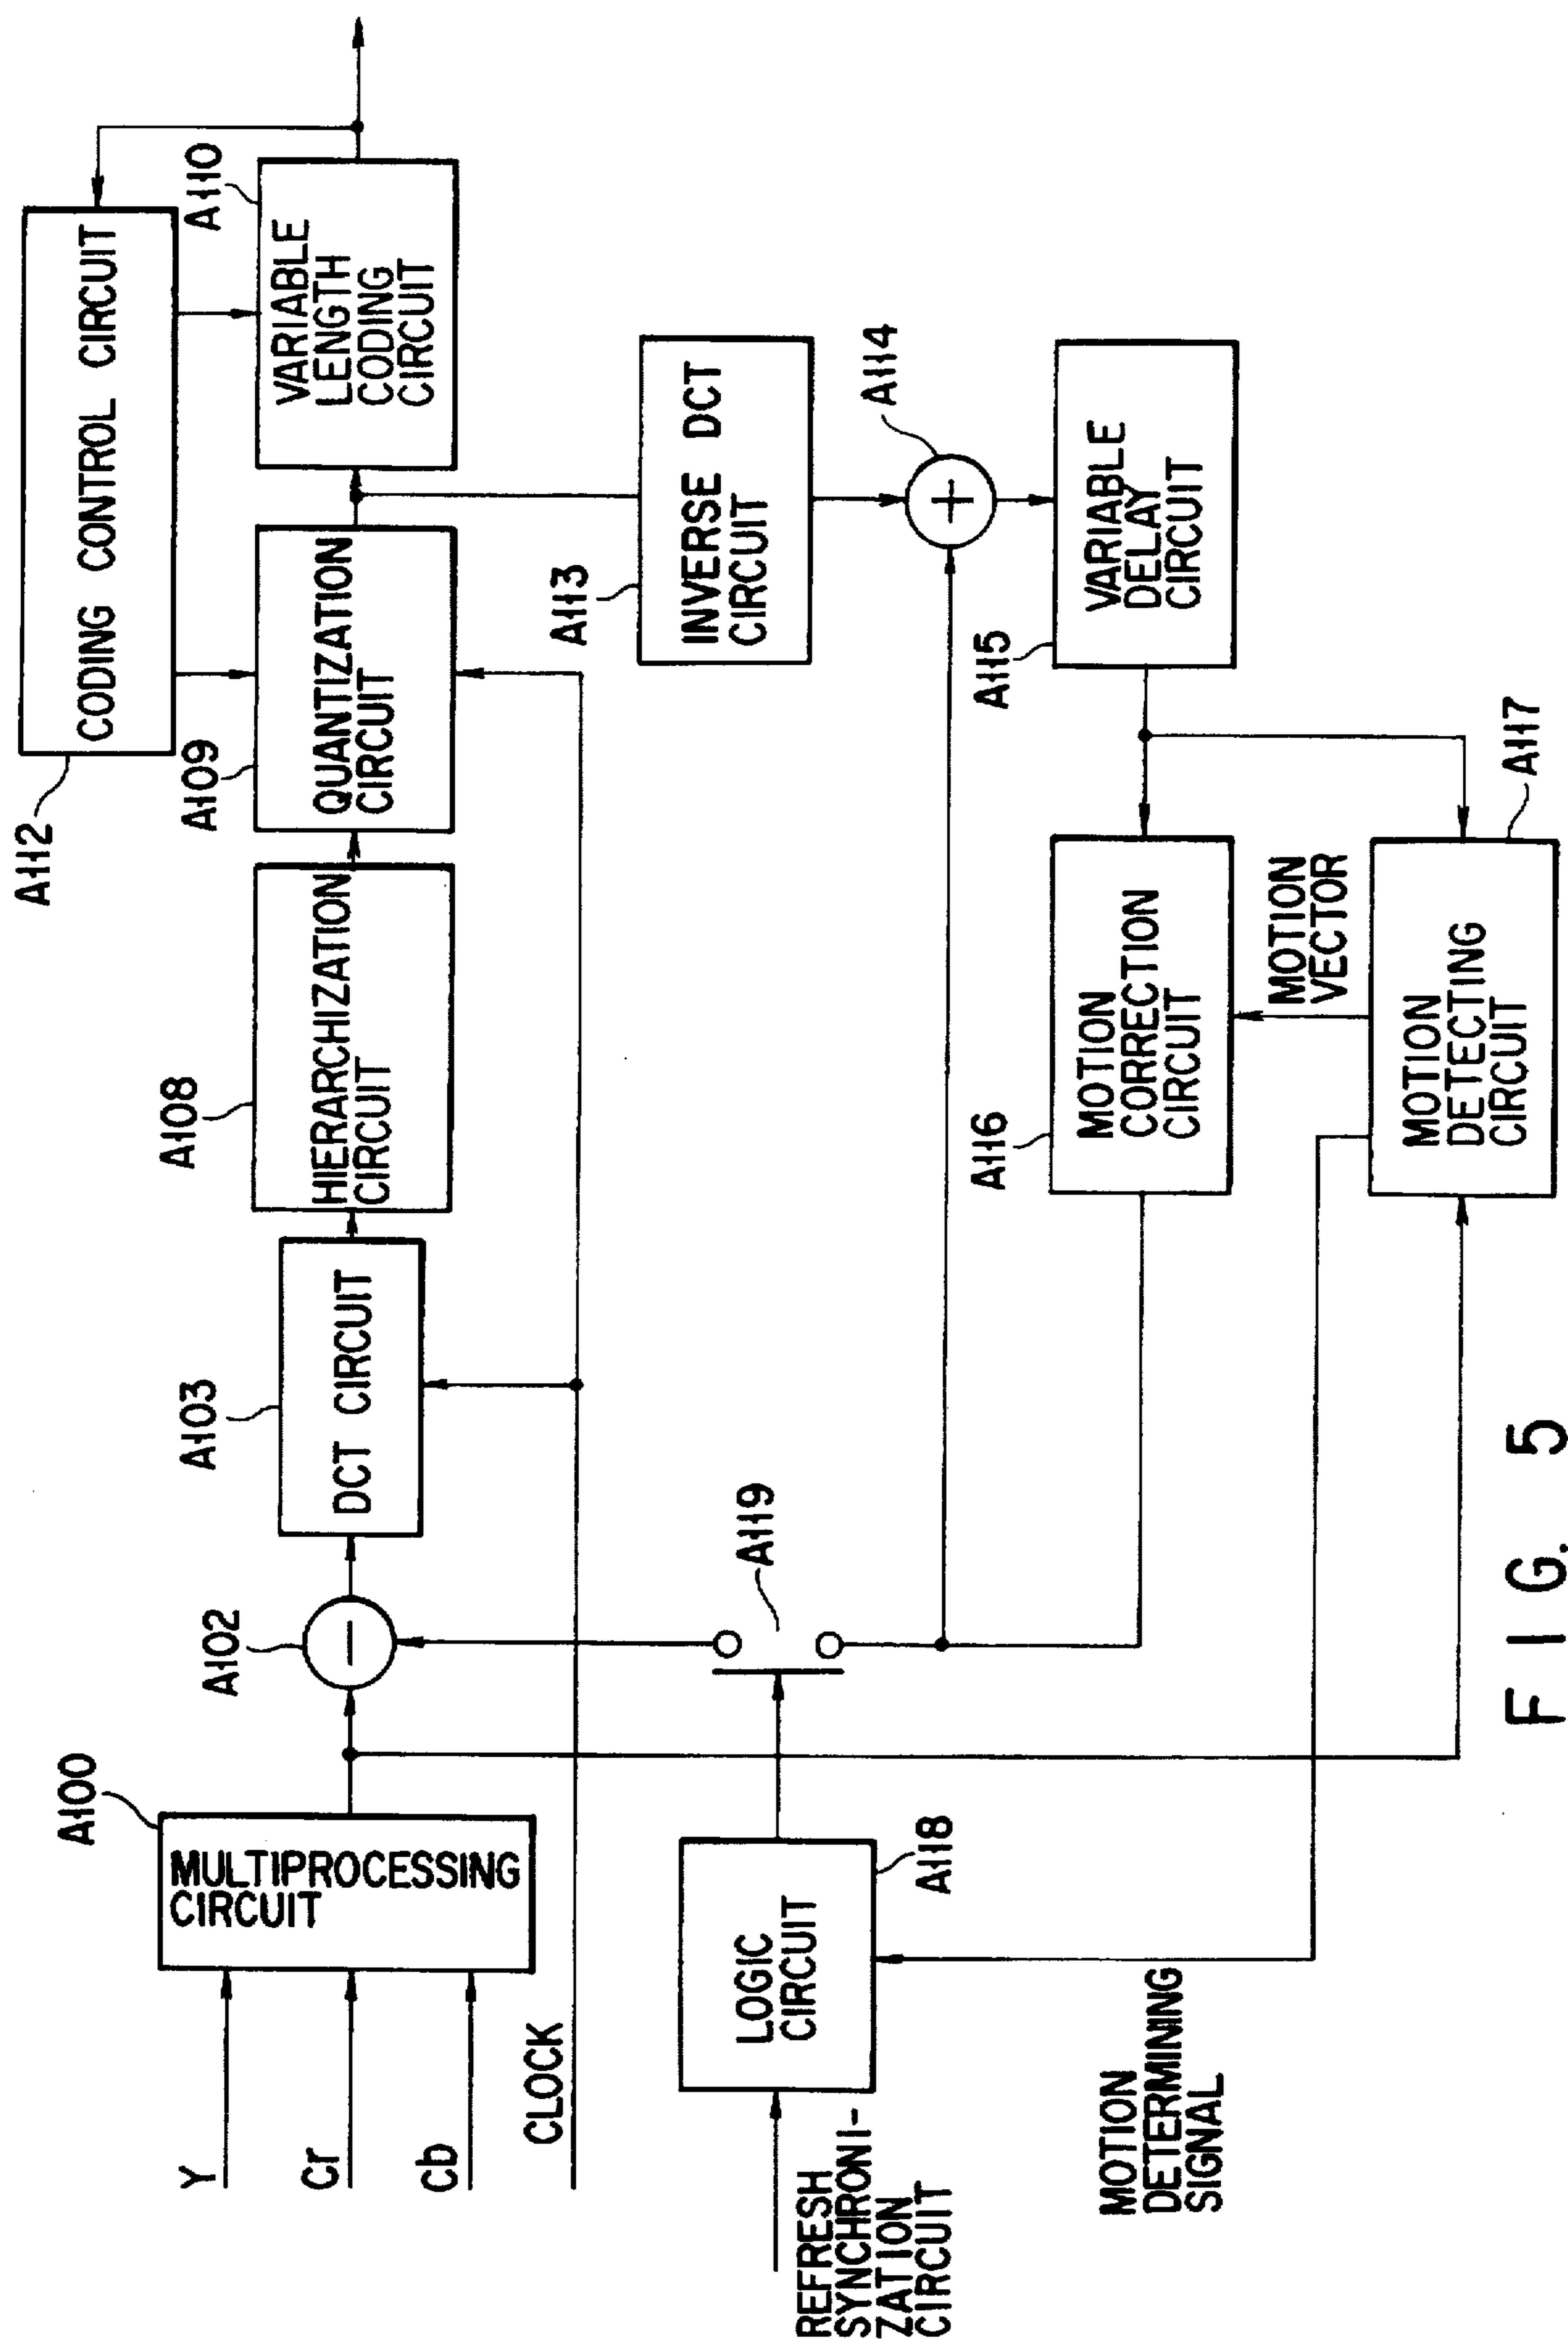 A112
CODING CONTROL CIRCUIT
A100
MULTIPROCESSING
CIRCUIT
Y
Cr
Cb
CLOCK
A102
A103
DCT CIRCUIT
A108
HIERARCHIZATION
CIRCUIT
A109
QUANTIZATION
CIRCUIT
A110
VARIABLE
LENGTH
CODING
CIRCUIT
A113
INVERSE DCT
CIRCUIT
A114
A119
LOGIC
CIRCUIT
A118
REFRESH
SYNCHRONI-
ZATION
CIRCUIT
A115
VARIABLE
DELAY
CIRCUIT
A116
MOTION
CORRECTION
CIRCUIT
MOTION
VECTOR
A117
MOTION
DETECTING
CIRCUIT
MOTION
DETERMINING
SIGNAL
FIG. 5